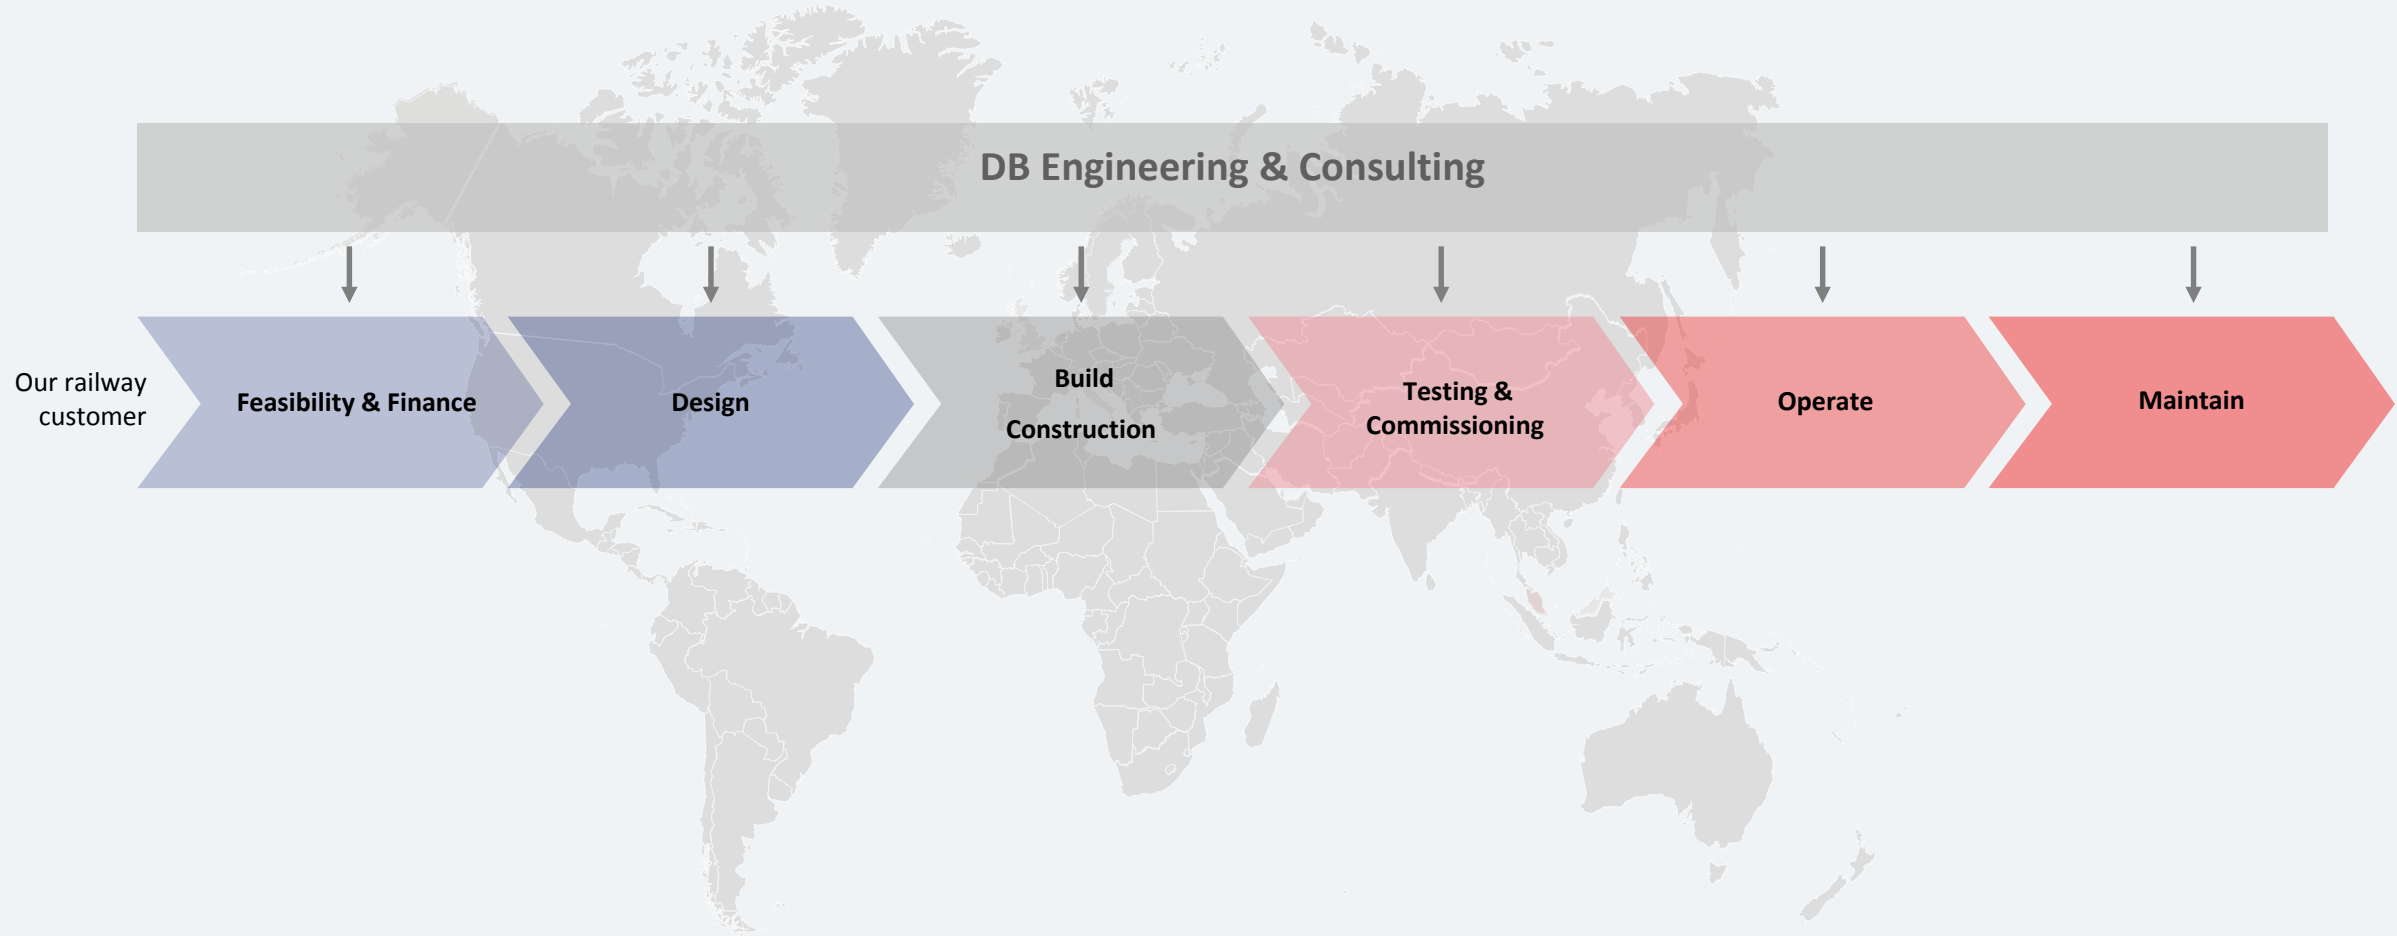 DB Engineering & Consulting
Our railway
customer
Feasibility & Finance
Design
Build
Construction
Testing &
Commissioning
Operate
Maintain